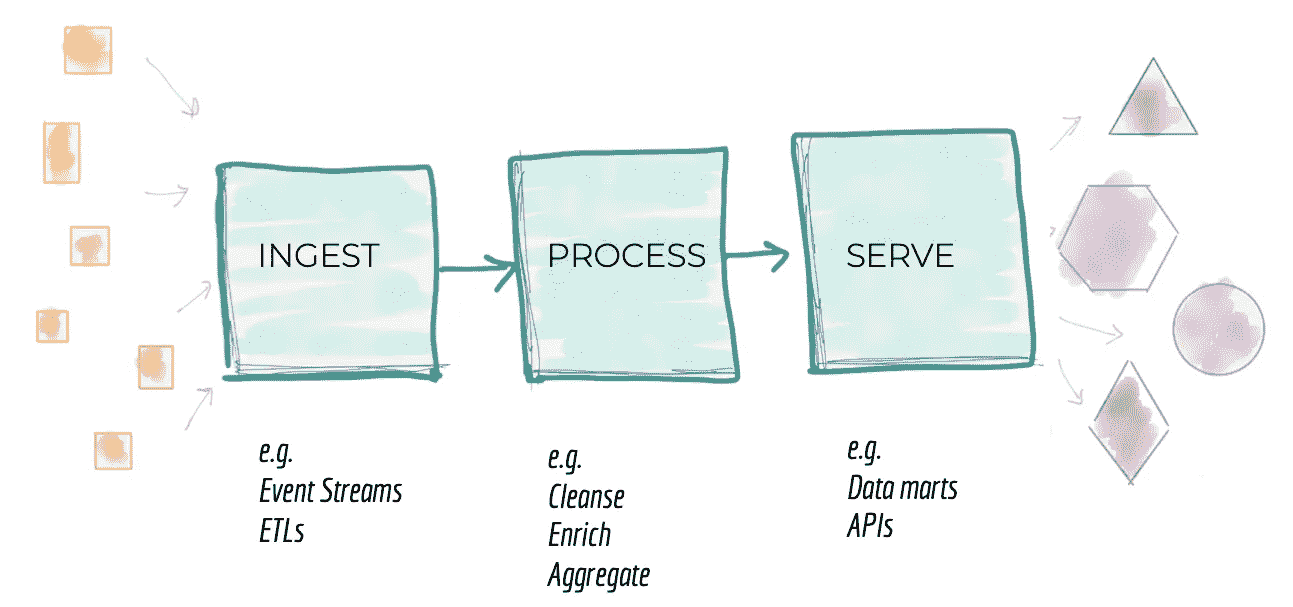 INGEST
PROCESS
SERVE
e.g.
Event Streams
ETLs
e.g.
Cleanse
Enrich
Aggregate
e.g.
Data marts
APIs